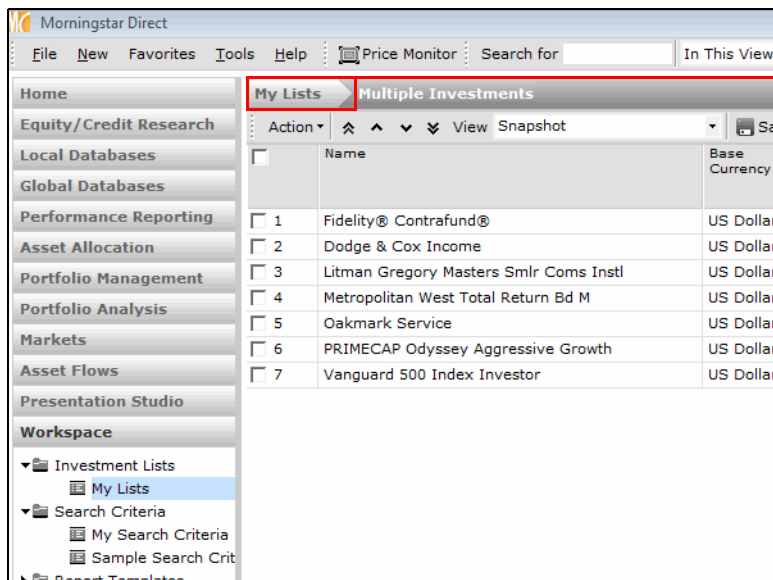 Morningstar Direct
File New Favorites Tools Help Price Monitor Search for In This View
Home
Equity/Credit Research
Local Databases
Global Databases
Performance Reporting
Asset Allocation
Portfolio Management
Portfolio Analysis
Markets
Asset Flows
Presentation Studio
Workspace
Investment Lists
My Lists
Search Criteria
My Search Criteria
Sample Search Crit
Report Templates
My Lists Multiple Investments
Action View Snapshot Sa
Name Base
Currency
1 Fidelity® Contrafund® US Dollar
2 Dodge & Cox Income US Dollar
3 Litman Gregory Masters Smlr Coms Instl US Dollar
4 Metropolitan West Total Return Bd M US Dollar
5 Oakmark Service US Dollar
6 PRIMECAP Odyssey Aggressive Growth US Dollar
7 Vanguard 500 Index Investor US Dollar